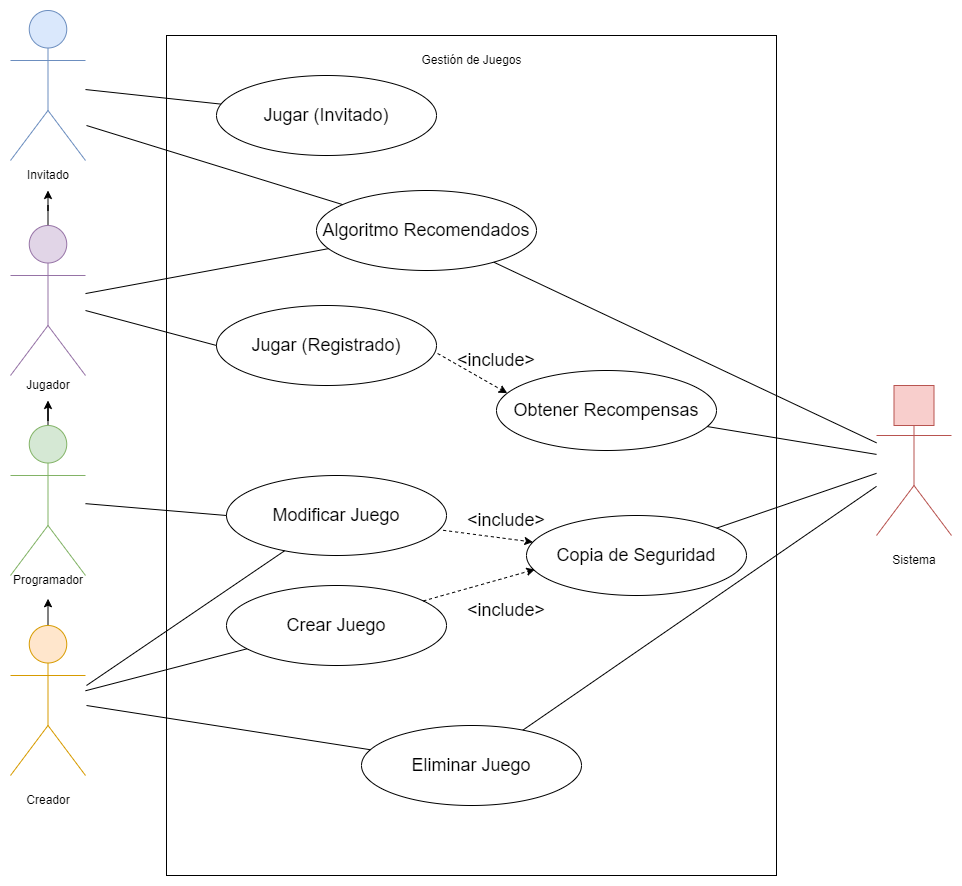 Gestión de Juegos
Jugar (Invitado)
Invitado
Algoritmo Recomendados
Jugar (Registrado)
<include>
Jugador
Obtener Recompensas
Modificar Juego
<include>
Copia de Seguridad
Sistema
Programador
<include>
Crear Juego
Eliminar Juego
Creador